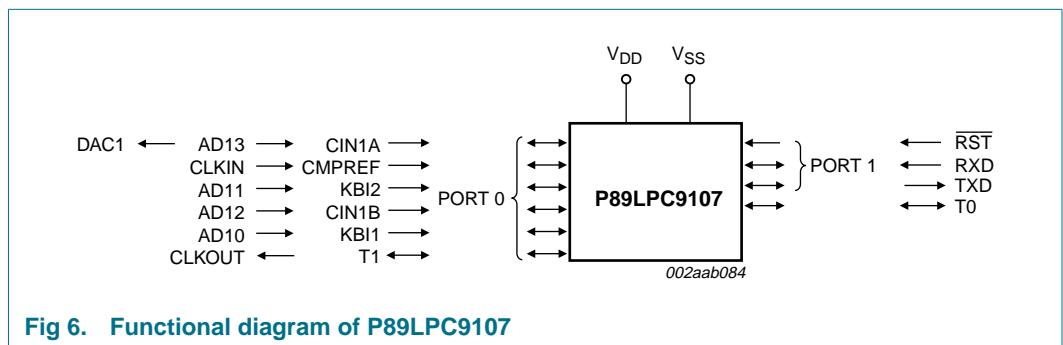 VDD VSS
DAC1 AD13 CIN1A RST
CLKIN CMPREF RXD
AD11 KBI2 PORT 0 P89LPC9107 PORT 1 TXD
AD12 CIN1B T0
AD10 KBI1
CLKOUT T1
002aab084
Fig 6. Functional diagram of P89LPC9107